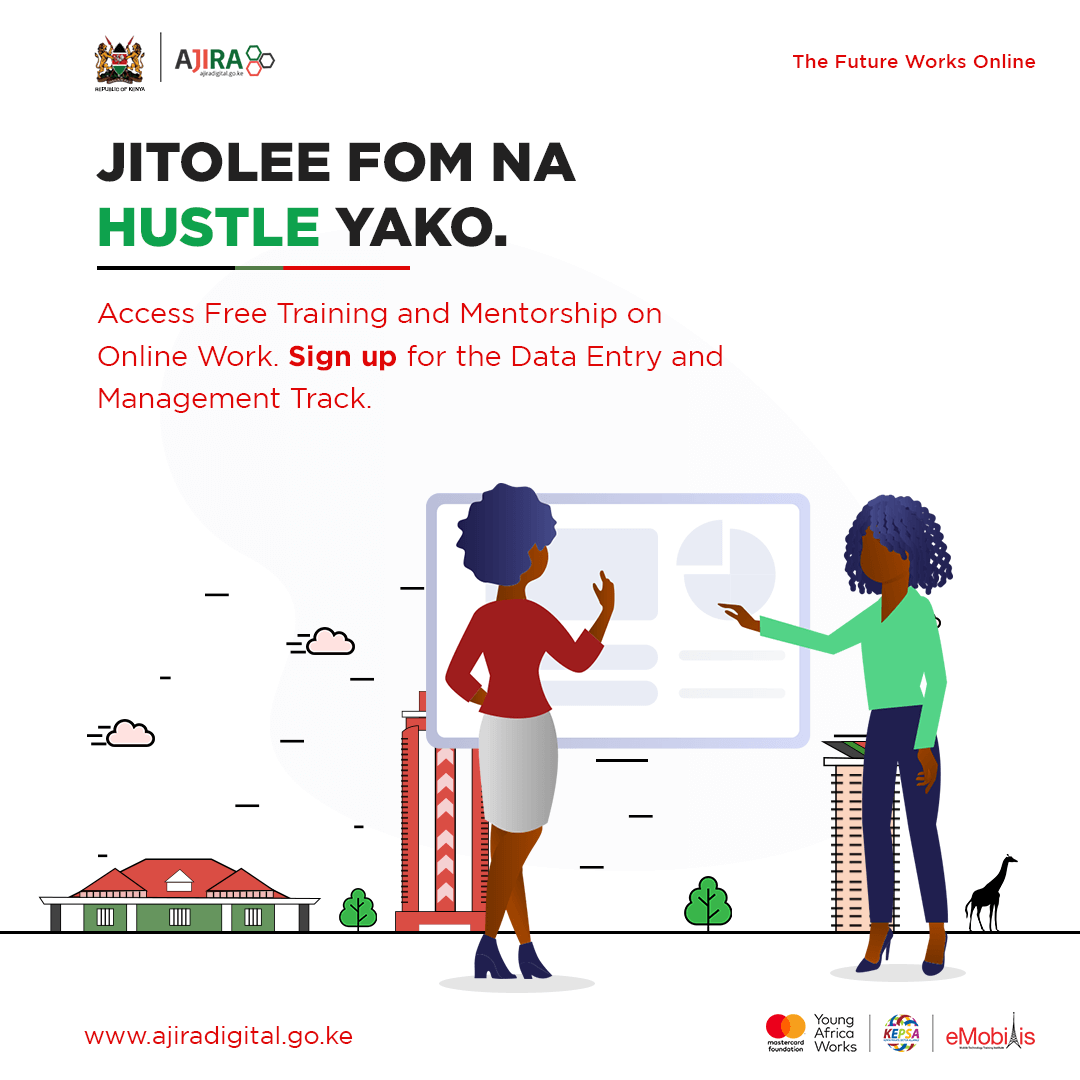 REPUBLIC OF KENYA
AJIRA
ajiradigital.go.ke
The Future Works Online
JITOLEE FOM NA
HUSTLE YAKO.
Access Free Training and Mentorship on
Online Work. Sign up for the Data Entry and
Management Track.
www.ajiradigital.go.ke
mastercard
foundation
Young
Africa
Works
KEPSA
eMobilis